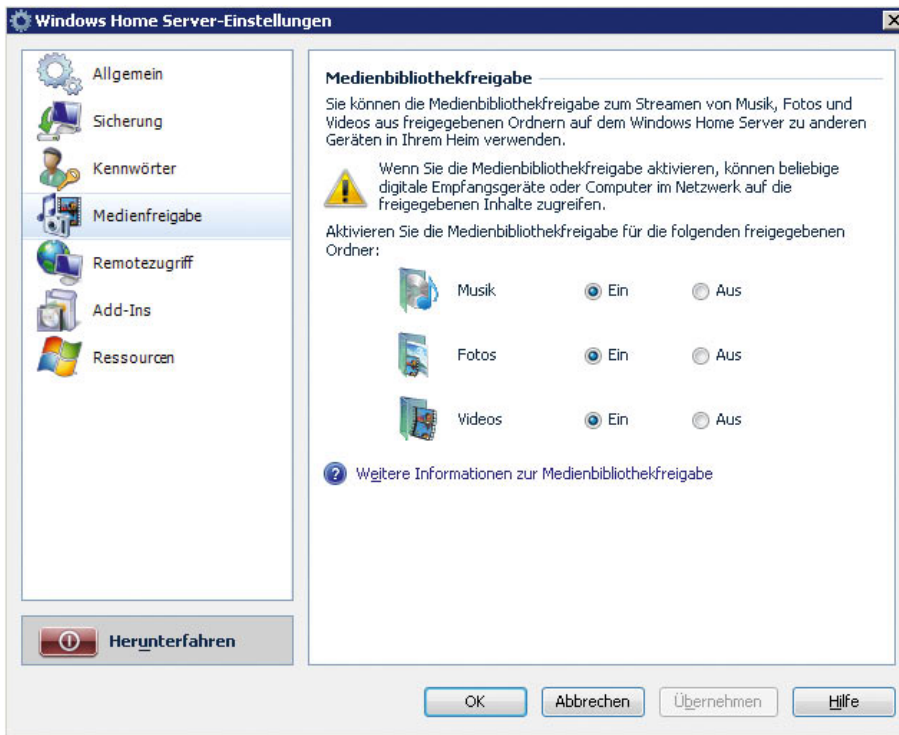 Windows Home Server-Einstellungen
Allgemein
Sicherung
Kennwörter
Medienfreigabe
Remotezugriff
Add-Ins
Ressourcen
Herunterfahren
Medienbibliothekfreigabe
Sie können die Medienbibliothekfreigabe zum Streamen von Musik, Fotos und
Videos aus freigegebenen Ordnern auf dem Windows Home Server zu anderen
Geräten in Ihrem Heim verwenden.
Wenn Sie die Medienbibliothekfreigabe aktivieren, können beliebige
digitale Empfangsgeräte oder Computer im Netzwerk auf die
freigegebenen Inhalte zugreifen.
Aktivieren Sie die Medienbibliothekfreigabe für die folgenden freigegebenen
Ordner:
Musik Ein Aus
Fotos Ein Aus
Videos Ein Aus
Weitere Informationen zur Medienbibliothekfreigabe
OK Abbrechen Übernehmen Hilfe